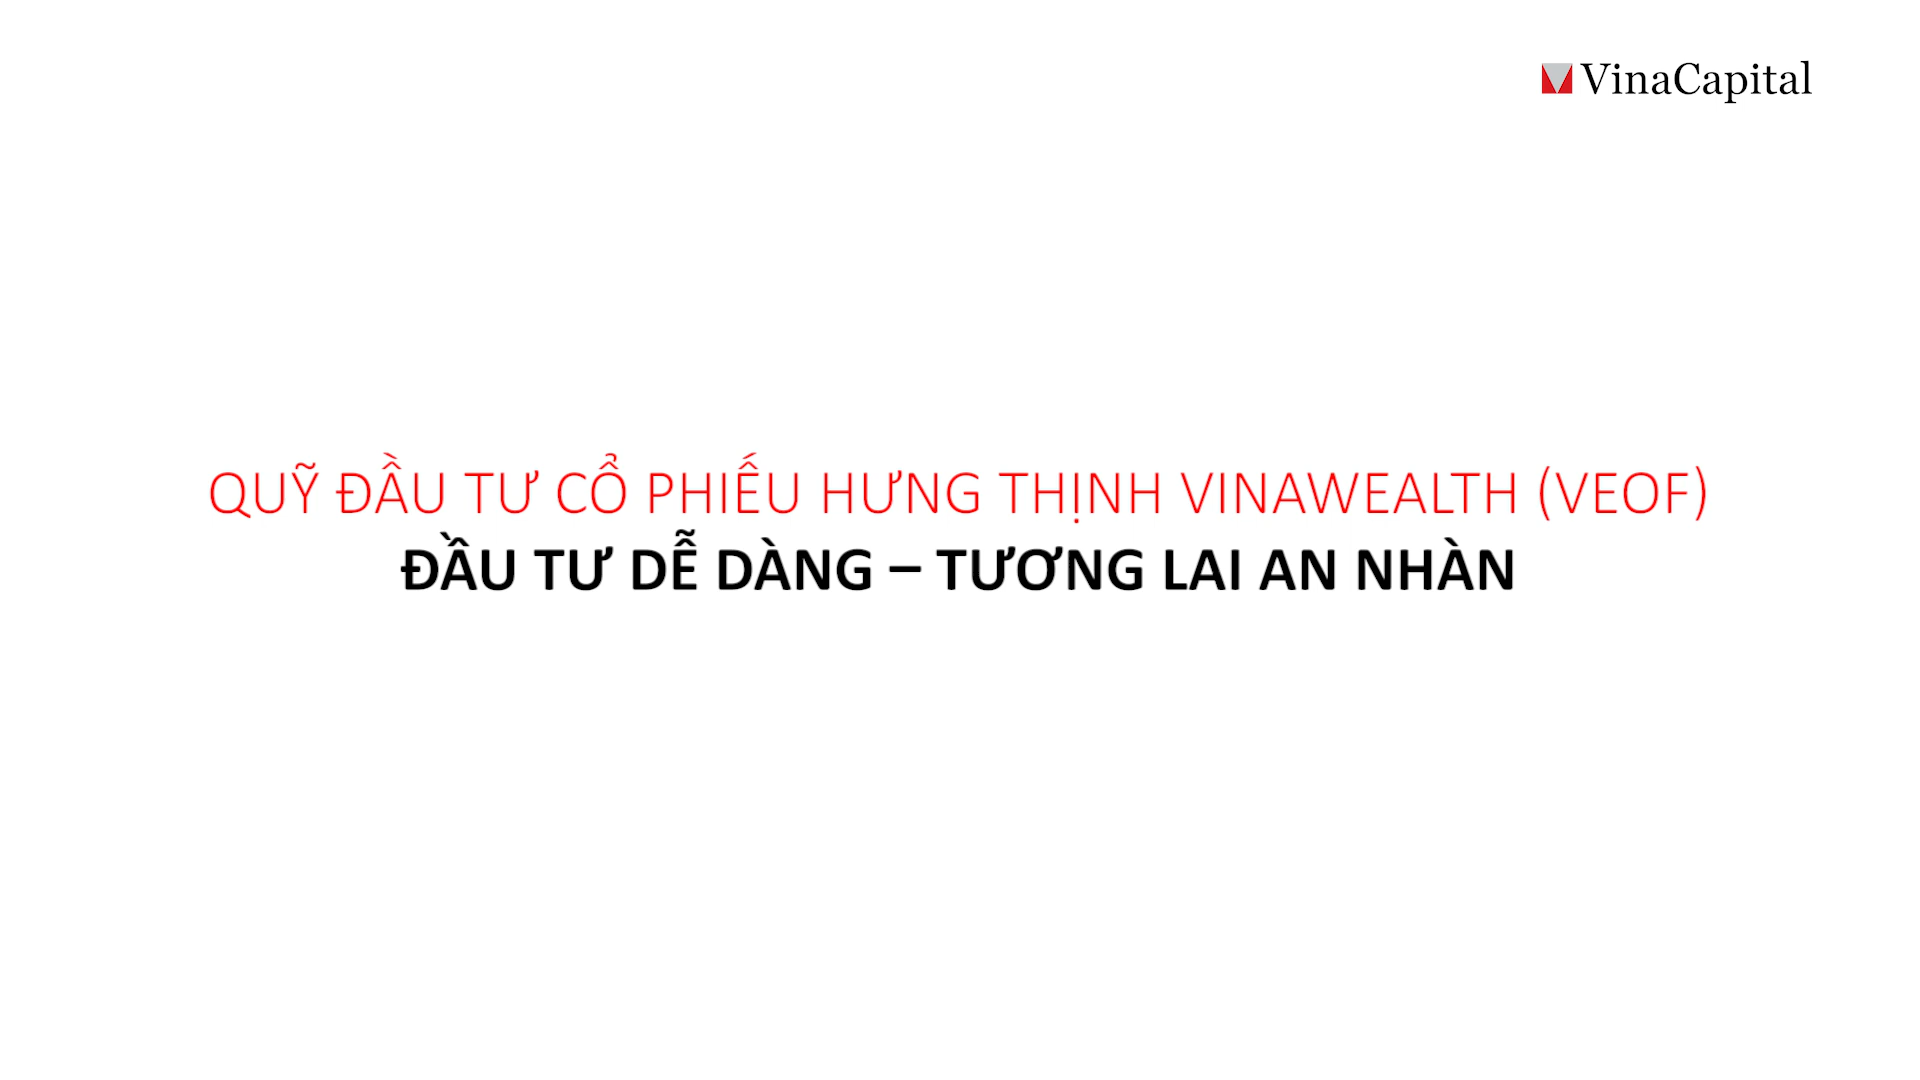 VinaCapital
QUỸ ĐẦU TƯ CỔ PHIẾU HƯNG THỊNH VINAWEALTH (VEOF)
ĐẦU TƯ DỄ DÀNG – TƯƠNG LAI AN NHÀN